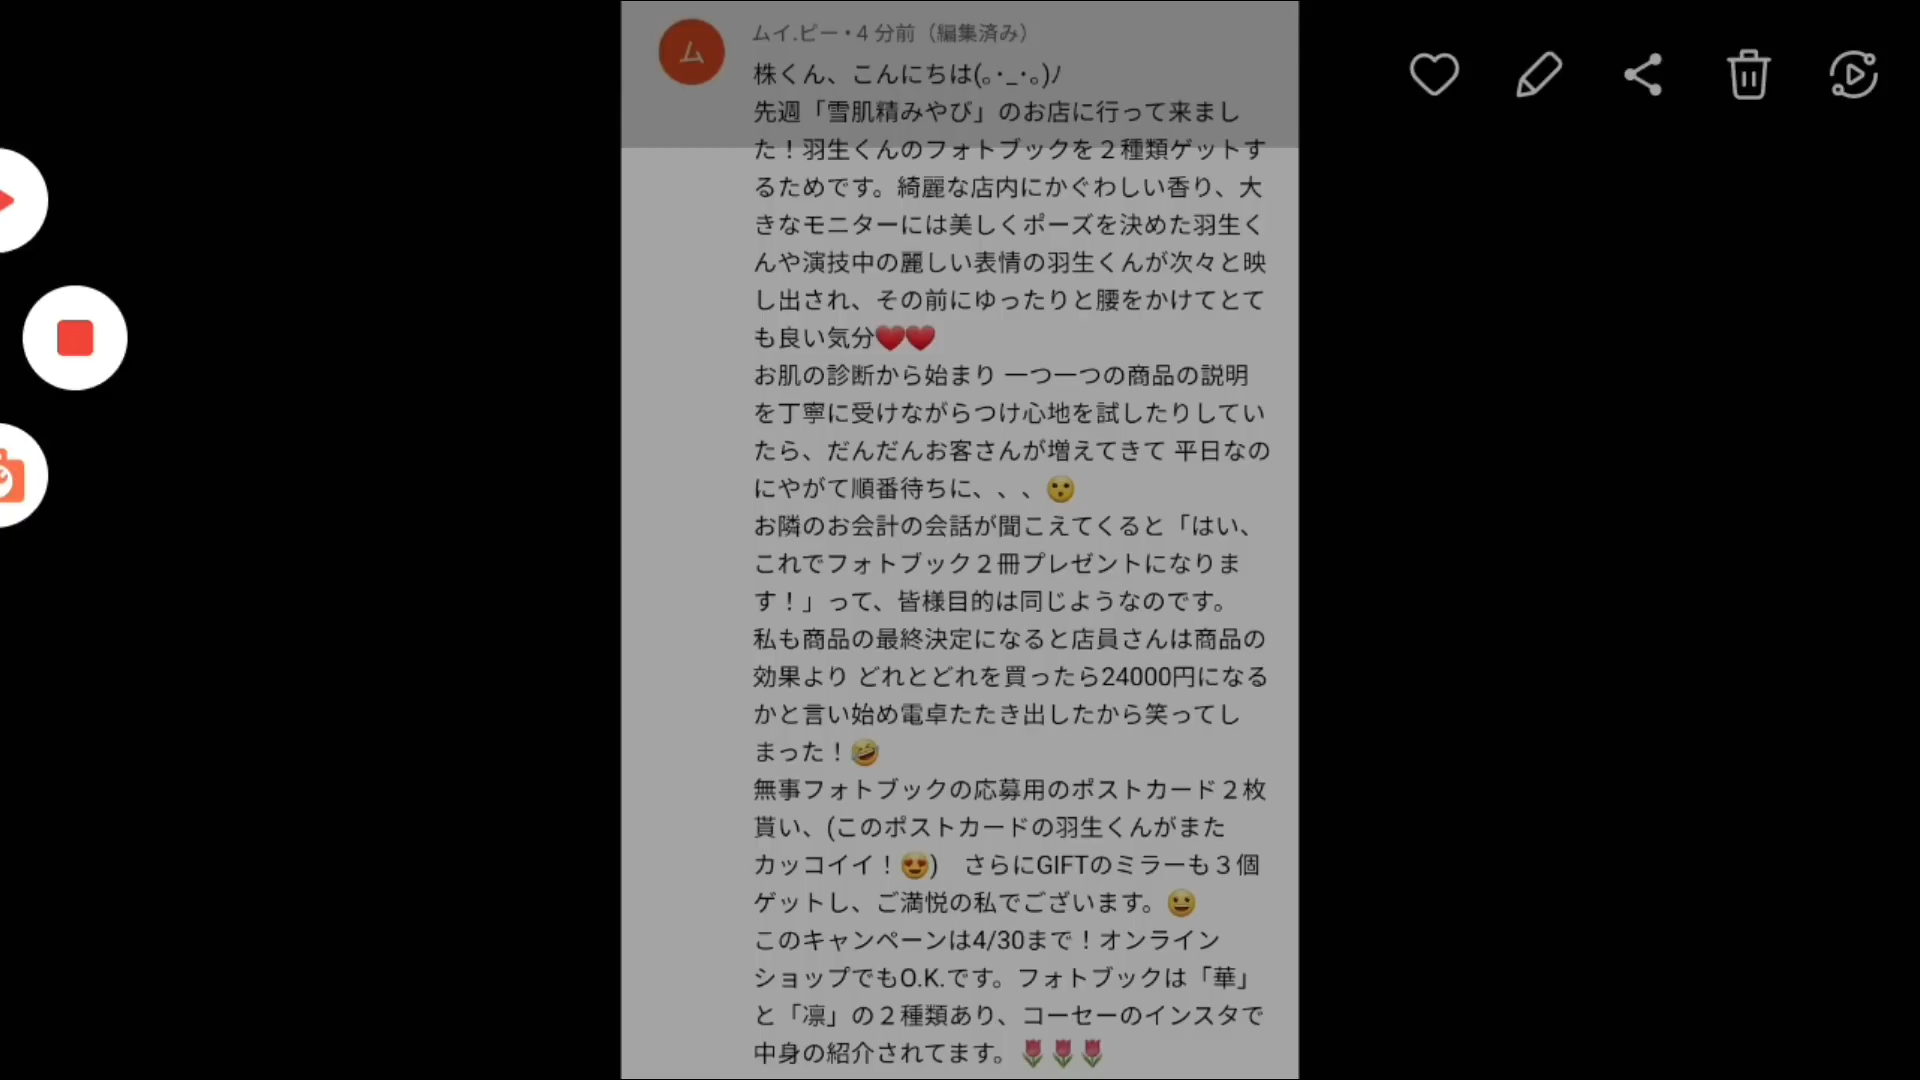 ム
ムイ.ピー・4 分前（編集済み）
株くん、こんにちは(｡･_･｡)ﾉ
先週「雪肌精みやび」のお店に行って来まし
た！羽生くんのフォトブックを２種類ゲットす
るためです。綺麗な店内にかぐわしい香り、大
きなモニターには美しくポーズを決めた羽生く
んや演技中の麗しい表情の羽生くんが次々と映
し出され、その前にゆったりと腰をかけてとて
も良い気分❤️❤️
お肌の診断から始まり 一つ一つの商品の説明
を丁寧に受けながらつけ心地を試したりしてい
たら、だんだんお客さんが増えてきて 平日なの
にやがて順番待ちに、、、😗
お隣のお会計の会話が聞こえてくると「はい、
これでフォトブック２冊プレゼントになりま
す！」って、皆様目的は同じようなのです。
私も商品の最終決定になると店員さんは商品の
効果より どれとどれを買ったら24000円になる
かと言い始め電卓たたき出したから笑ってし
まった！🤣
無事フォトブックの応募用のポストカード２枚
貰い、(このポストカードの羽生くんがまた
カッコイイ！😍)　さらにGIFTのミラーも３個
ゲットし、ご満悦の私でございます。😀
このキャンペーンは4/30まで！オンライン
ショップでもO.K.です。フォトブックは「華」
と「凛」の２種類あり、コーセーのインスタで
中身の紹介されてます。🌷🌷🌷